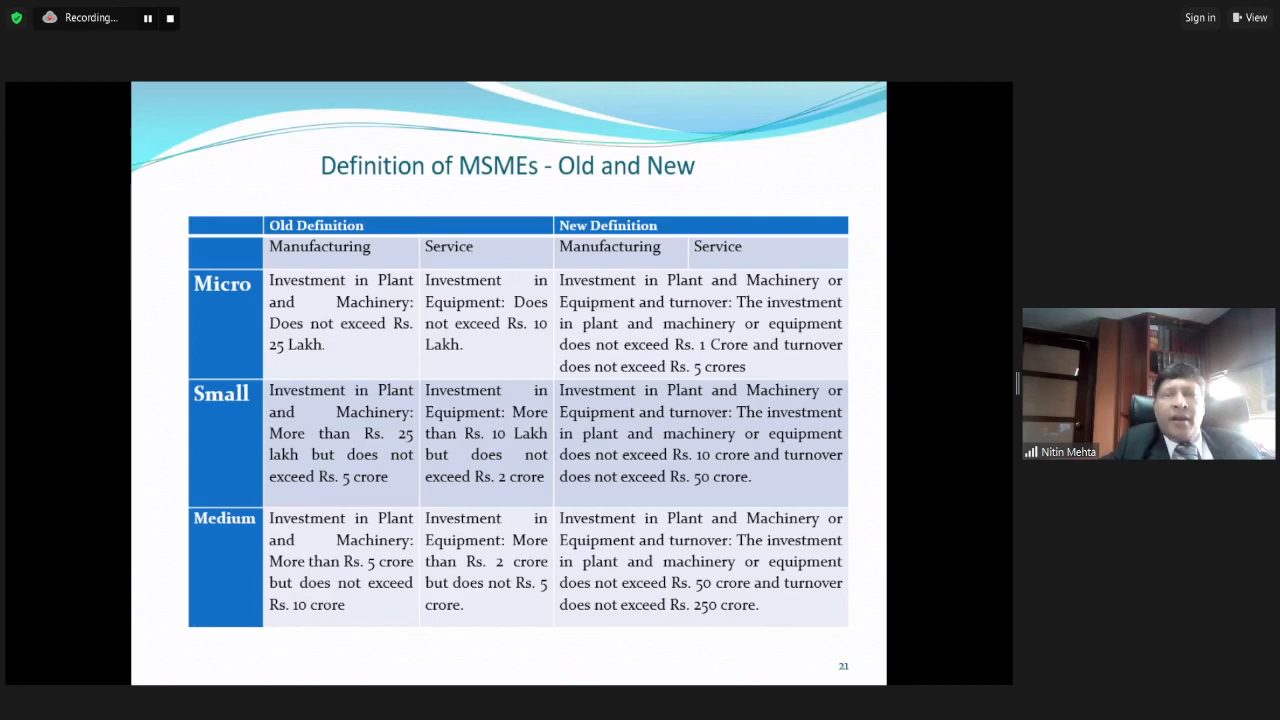 Recording...
Sign in
View
Definition of MSMEs - Old and New
Old Definition
New Definition
Manufacturing
Service
Manufacturing
Service
Micro
Investment in Plant
and Machinery:
Does not exceed Rs.
25 Lakh.
Investment in
Equipment: Does
not exceed Rs. 10
Lakh.
Investment in Plant and Machinery or
Equipment and turnover: The investment
in plant and machinery or equipment
does not exceed Rs. 1 Crore and turnover
does not exceed Rs. 5 crores
Small
Investment in Plant
and Machinery:
More than Rs. 25
lakh but does not
exceed Rs. 5 crore
Investment in
Equipment: More
than Rs. 10 Lakh
but does not
exceed Rs. 2 crore
Investment in Plant and Machinery or
Equipment and turnover: The investment
in plant and machinery or equipment
does not exceed Rs. 10 crore and turnover
does not exceed Rs. 50 crore.
Medium
Investment in Plant
and Machinery:
More than Rs. 5 crore
but does not exceed
Rs. 10 crore
Investment in
Equipment: More
than Rs. 2 crore
but does not Rs. 5
crore.
Investment in Plant and Machinery or
Equipment and turnover: The investment
in plant and machinery or equipment
does not exceed Rs. 50 crore and turnover
does not exceed Rs. 250 crore.
21
Nitin Mehta